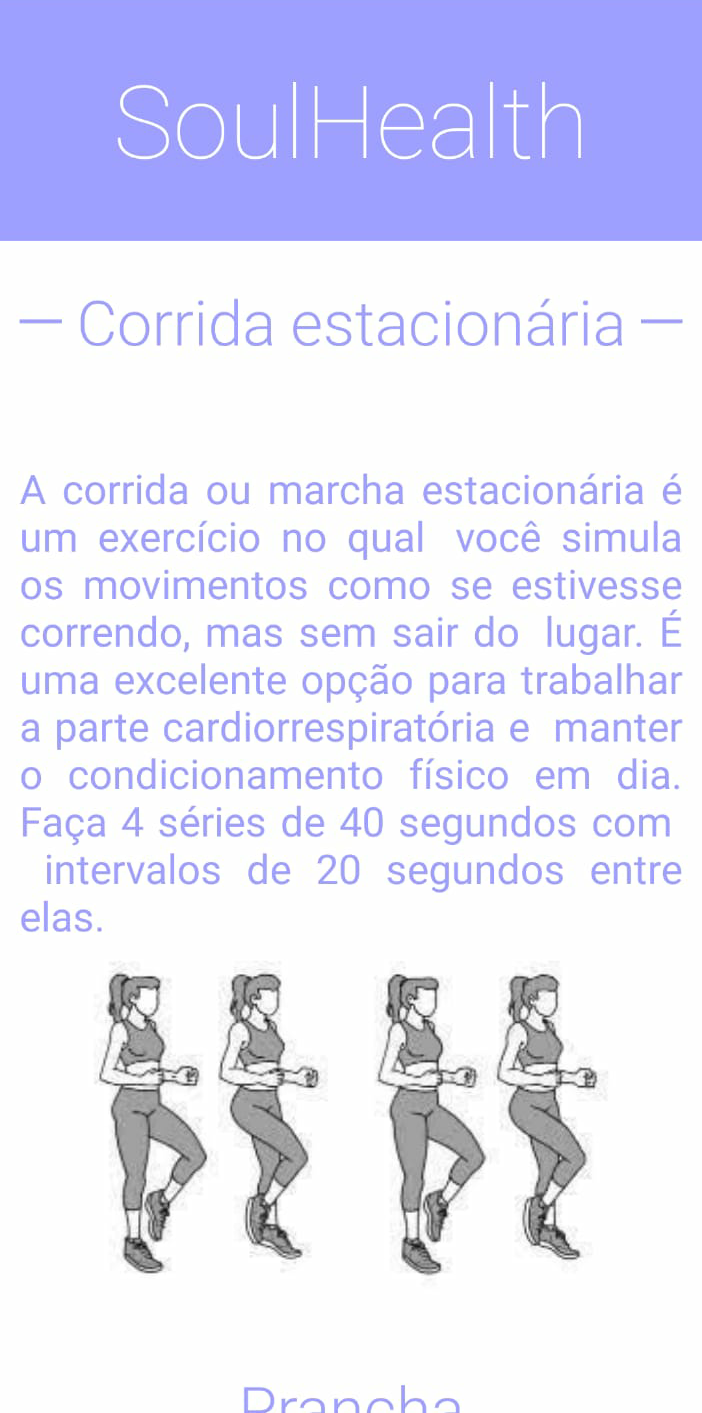 SoulHealth
— Corrida estacionária —
A corrida ou marcha estacionária é
um exercício no qual você simula
os movimentos como se estivesse
correndo, mas sem sair do lugar. É
uma excelente opção para trabalhar
a parte cardiorrespiratória e manter
o condicionamento físico em dia.
Faça 4 séries de 40 segundos com
intervalos de 20 segundos entre
elas.
Prancha